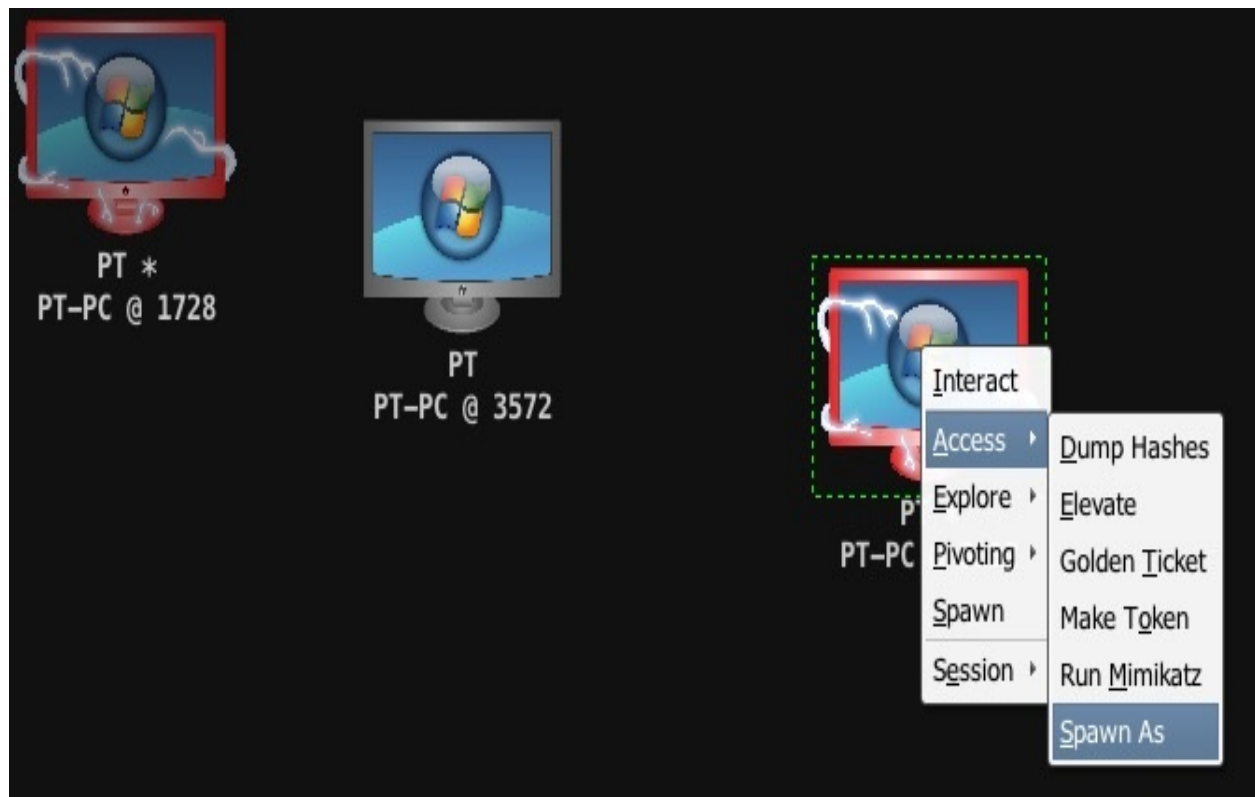 PT *
PT-PC @ 1728
PT
PT-PC @ 3572
PT-PC
Interact
Access
Explore
Pivoting
Spawn
Session
Dump Hashes
Elevate
Golden Ticket
Make Token
Run Mimikatz
Spawn As